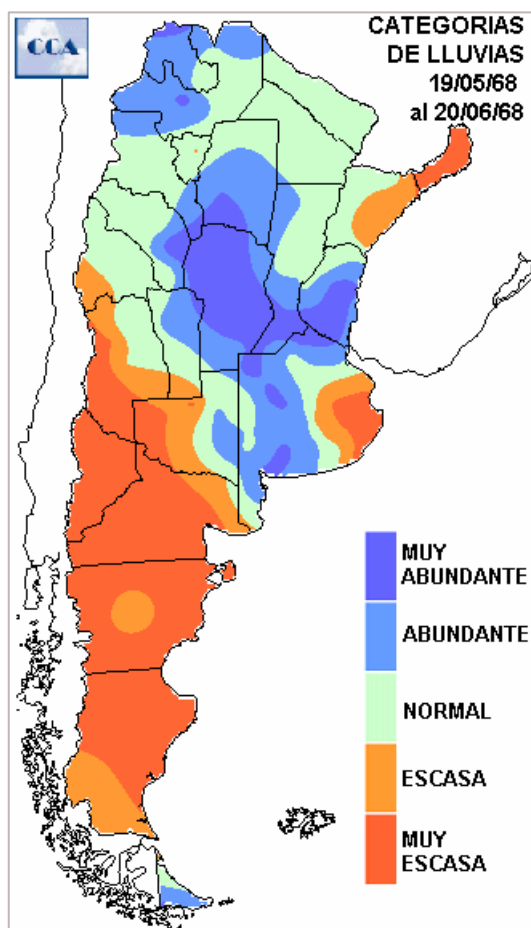 CCA
CATEGORIAS
DE LLUVIAS
19/05/68
al 20/06/68
MUY
ABUNDANTE
ABUNDANTE
NORMAL
ESCASA
MUY
ESCASA